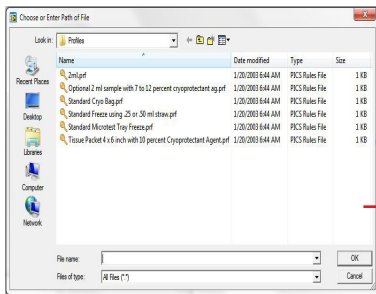 Choose or Enter Path of File
Look in: Profiles
Name Date modified Type Size
2ml.prf 1/20/2003 6:44 AM PICS Rules File 1 KB
Optional 2 ml sample with 7 to 12 percent cryoprotectant ag.prf 1/20/2003 6:44 AM PICS Rules File 1 KB
Standard Cryo Bag.prf 1/20/2003 6:44 AM PICS Rules File 1 KB
Standard Freeze using .25 or .50 ml straw.prf 1/20/2003 6:44 AM PICS Rules File 1 KB
Standard Microtest Tray Freeze.prf 1/20/2003 6:44 AM PICS Rules File 1 KB
Tissue Packet 4 x 6 inch with 10 percent Cryoprotectant Agent.prf 1/20/2003 6:44 AM PICS Rules File 1 KB
Recent Places
Desktop
Libraries
Computer
Network
File name: OK
Files of type: All Files (*.*) Cancel